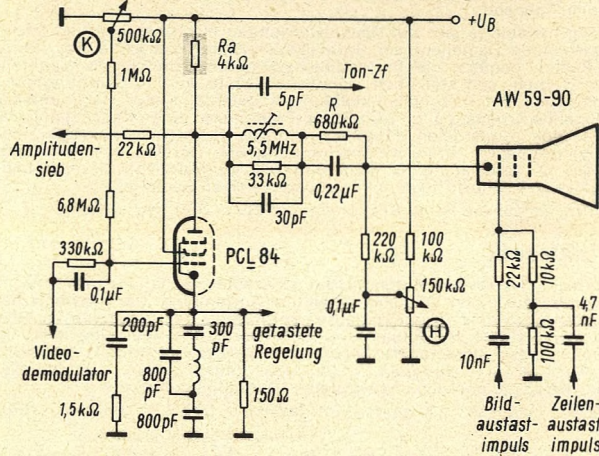 +U_B
K
500kΩ
1MΩ
Ra
4kΩ
Ton-Zf
5pF
R
680kΩ
AW 59-90
Amplituden-
sieb
22kΩ
5,5MHz
33kΩ
0,22µF
30pF
6,8MΩ
330kΩ
0,1µF
PCL 84
220
kΩ
100
kΩ
150kΩ
0,1µF
H
22kΩ
10kΩ
4,7
nF
100kΩ
10nF
200pF
300
pF
getastete
Regelung
Video-
demodulator
800
pF
150Ω
1,5kΩ
800pF
Bild-
austast-
impuls
Zeilen-
austast-
impuls